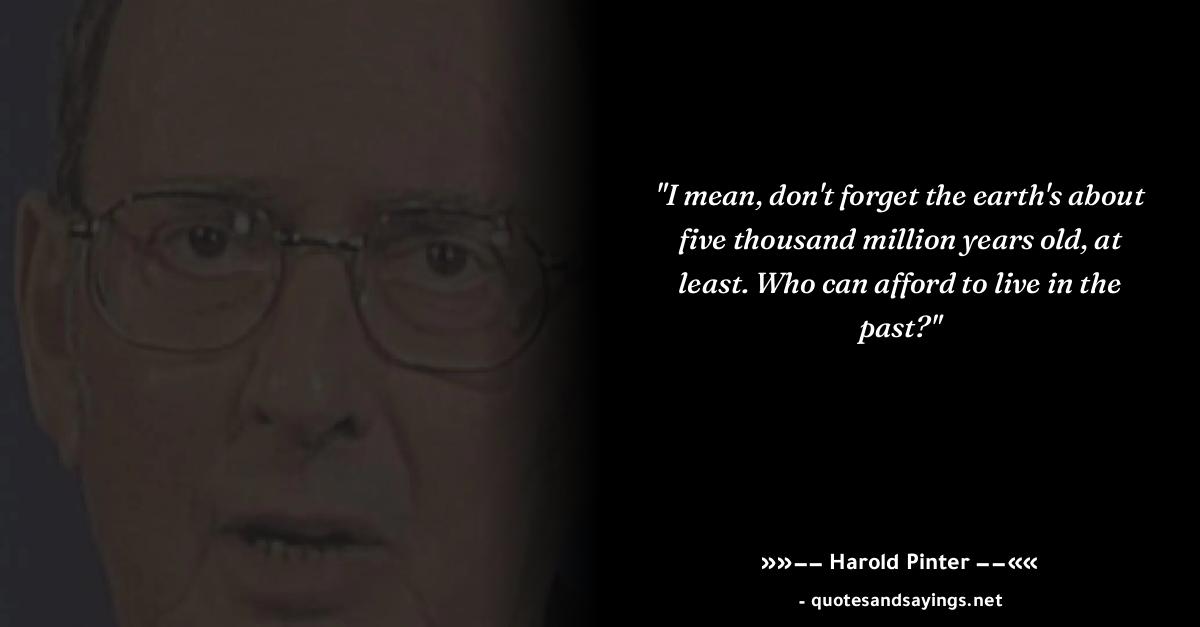 "I mean, don't forget the earth's about
five thousand million years old, at
least. Who can afford to live in the
past?"
»»−− Harold Pinter −−««
- quotesandsayings.net